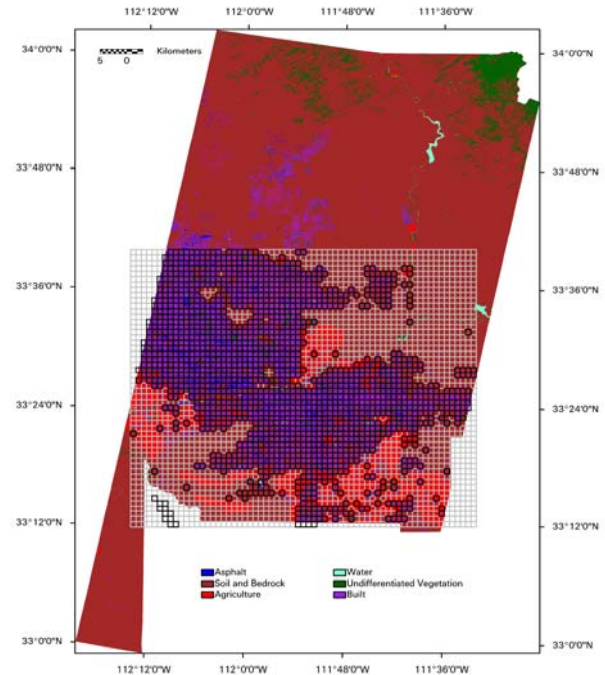 112°12'0"W 112°0'0"W 111°48'0"W 111°36'0"W
34°0'0"N 34°0'0"N
Kilometers
5 0
33°48'0"N 33°48'0"N
33°36'0"N 33°36'0"N
33°24'0"N 33°24'0"N
33°12'0"N 33°12'0"N
Asphalt Water
Soil and Bedrock Undifferentiated Vegetation
Agriculture Built
33°0'0"N 33°0'0"N
112°12'0"W 112°0'0"W 111°48'0"W 111°36'0"W